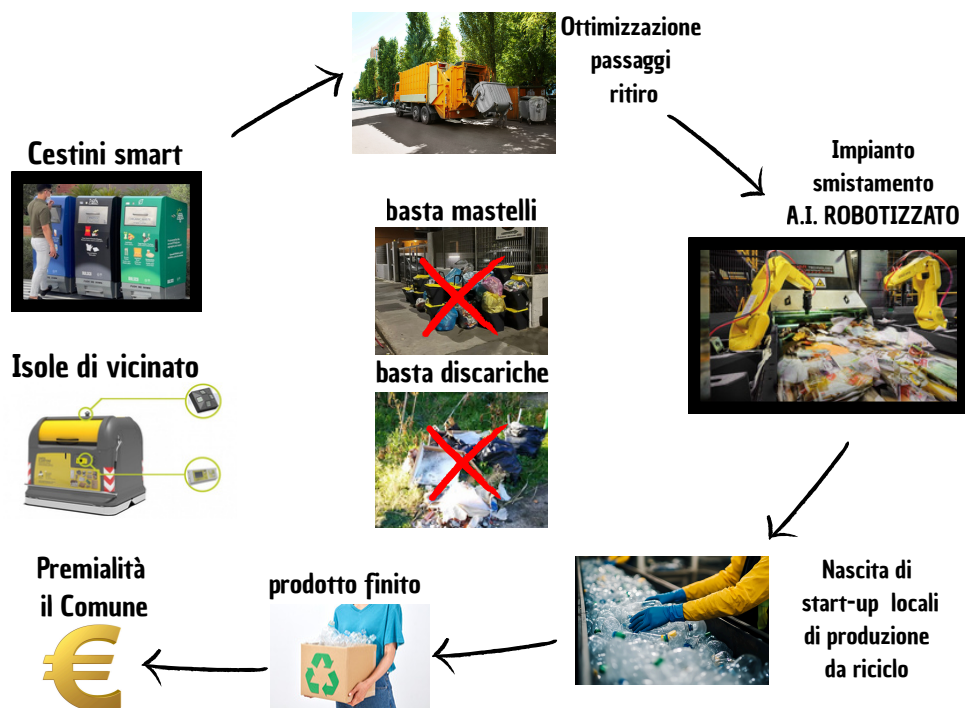 Ottimizzazione
passaggi
ritiro
Cestini smart
Impianto
smistamento
A.I. ROBOTIZZATO
basta mastelli
Isole di vicinato
basta discariche
Premialità
il Comune
prodotto finito
Nascita di
start-up locali
di produzione
da riciclo